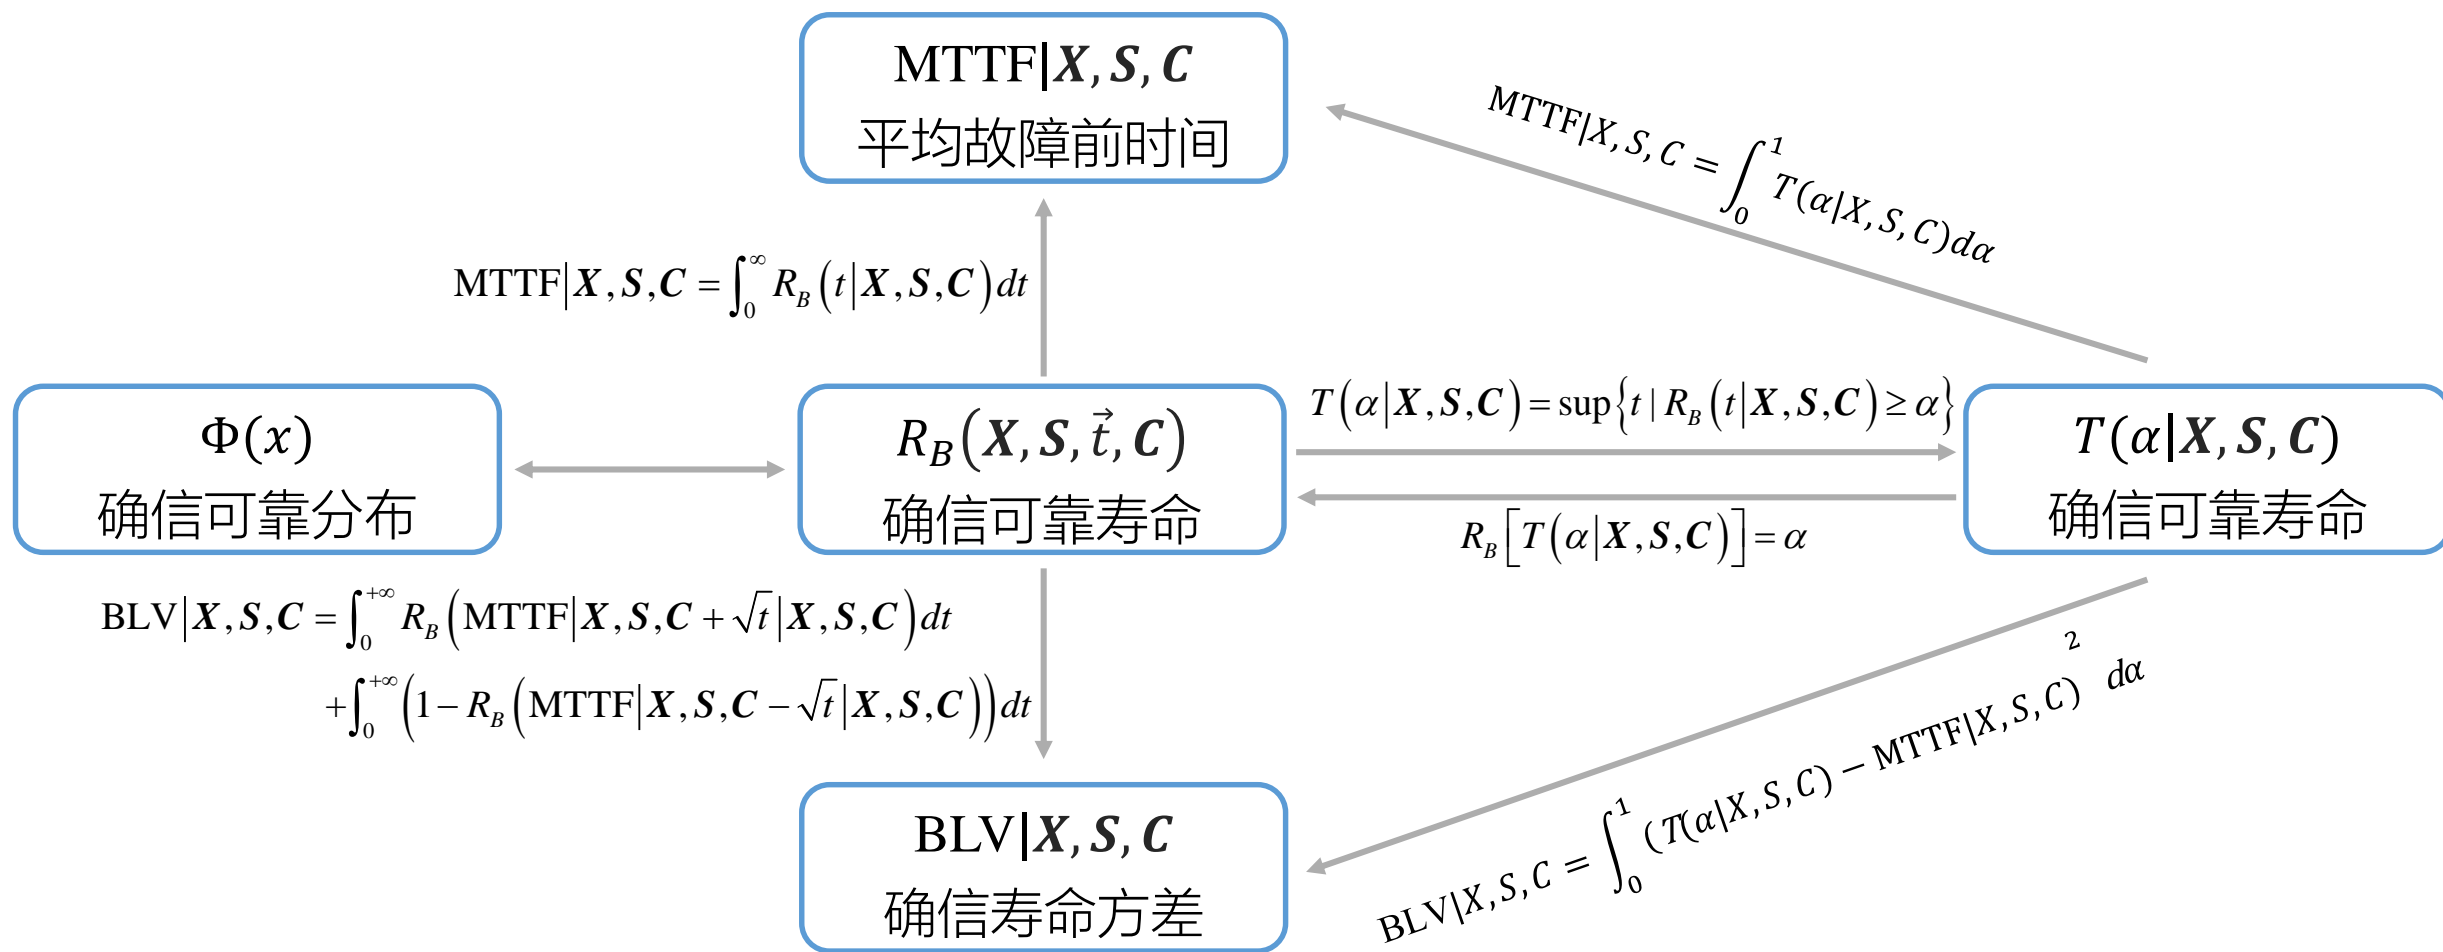 MTTF|X, S, C
平均故障前时间
MTTF|X, S, C = ∫₀¹ T(α|X, S, C)dα
MTTF|X, S, C = ∫₀^∞ R_B(t|X, S, C)dt
Φ(x)
确信可靠分布
R_B(X, S, t⃗, C)
确信可靠寿命
T(α|X, S, C) = sup{t | R_B(t|X, S, C) ≥ α}
R_B[T(α|X, S, C)] = α
T(α|X, S, C)
确信可靠寿命
BLV|X, S, C = ∫₀^{+∞} R_B(MTTF|X, S, C + √t|X, S, C)dt
+∫₀^{+∞} (1 − R_B(MTTF|X, S, C − √t|X, S, C))dt
BLV|X, S, C
确信寿命方差
BLV|X, S, C = ∫₀¹ (T(α|X, S, C) − MTTF|X, S, C)² dα